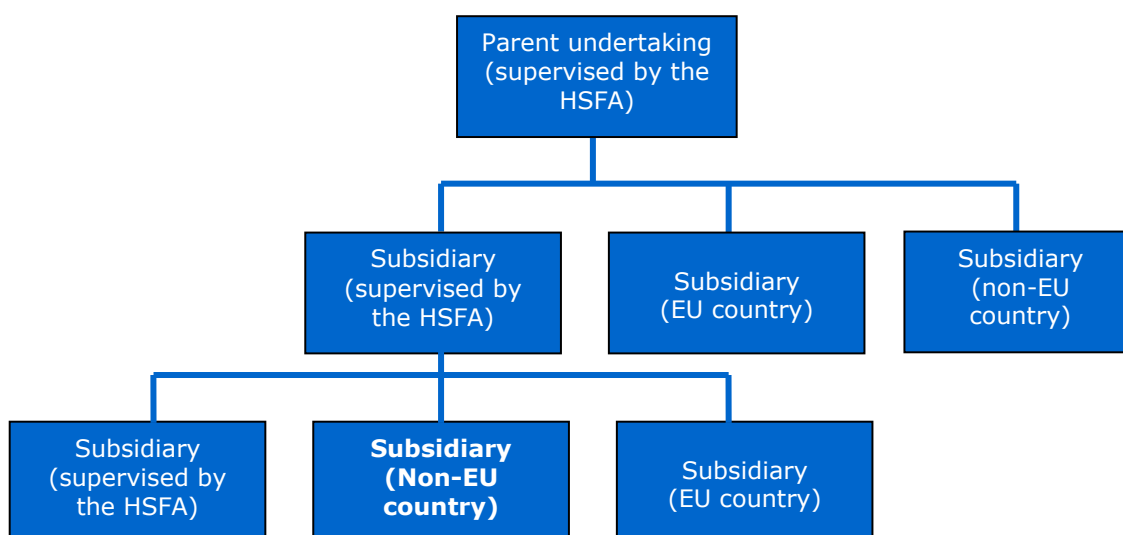 Parent undertaking
(supervised by the
HSFA)
Subsidiary
(supervised by
the HSFA)
Subsidiary
(EU country)
Subsidiary
(non-EU
country)
Subsidiary
(supervised by
the HSFA)
Subsidiary
(Non-EU
country)
Subsidiary
(EU country)